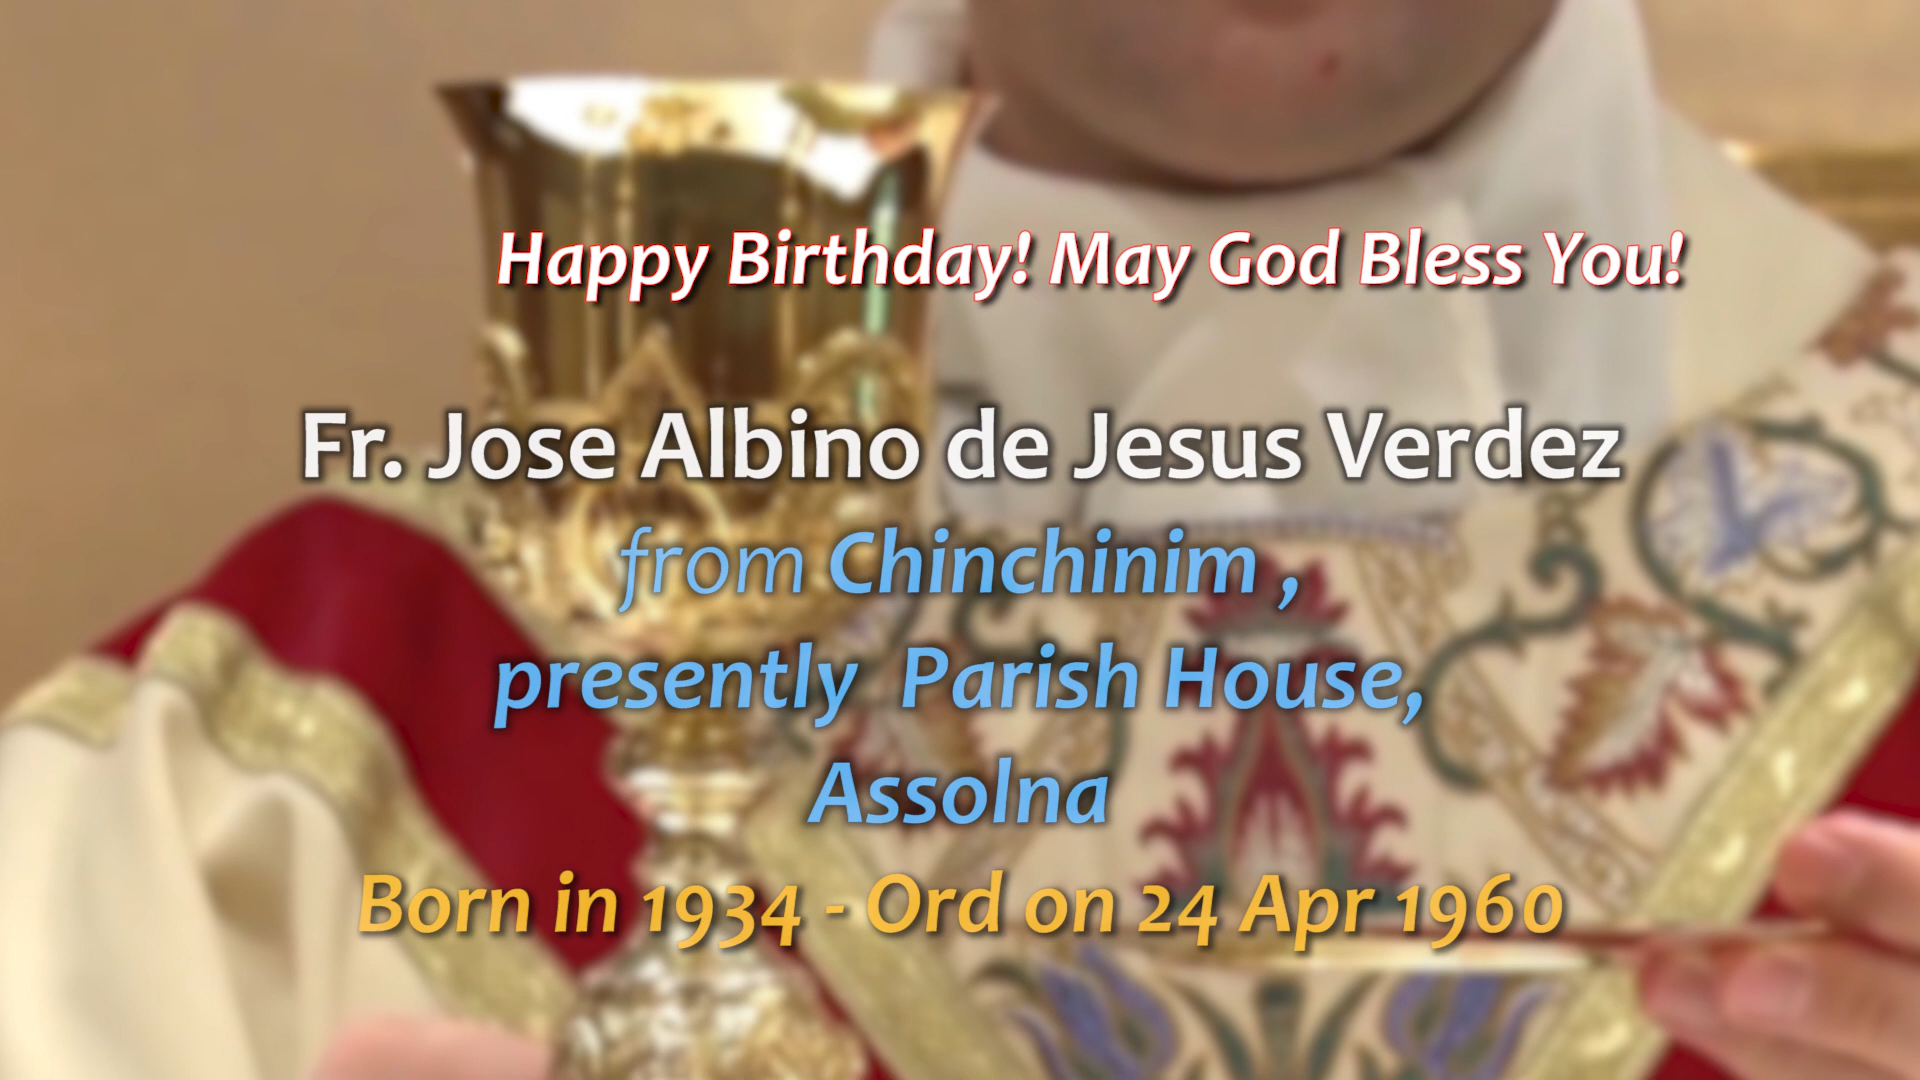 Happy Birthday! May God Bless You!
Fr. Jose Albino de Jesus Verdez
from Chinchinim ,
presently Parish House,
Assolna
Born in 1934 - Ord on 24 Apr 1960